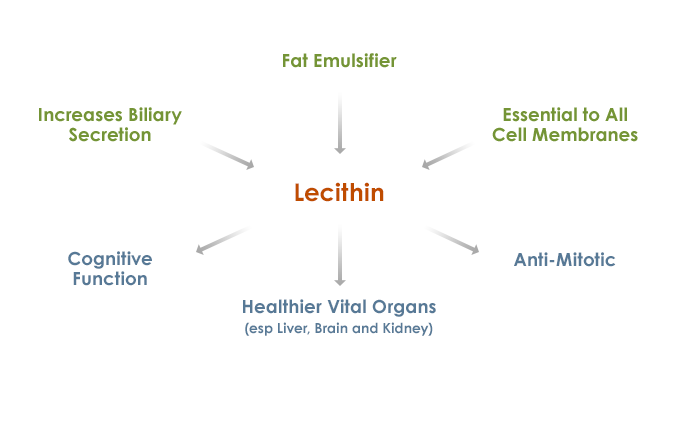 Fat Emulsifier
Increases Biliary
Secretion
Essential to All
Cell Membranes
Lecithin
Cognitive
Function
Anti-Mitotic
Healthier Vital Organs
(esp Liver, Brain and Kidney)